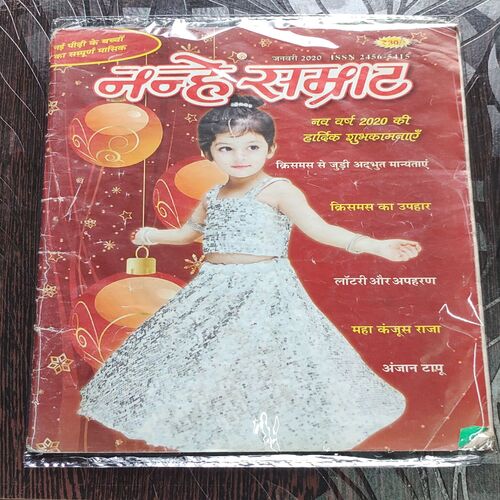 नई पीढ़ी के बच्चों
का सम्पूर्ण मासिक
जनवरी 2020 ISSN 2456-5415
नन्हे सम्राट
नव वर्ष 2020 की
हार्दिक शुभकामनाएँ
क्रिसमस से जुड़ी अद्भुत मान्यताएं
क्रिसमस का उपहार
लॉटरी और अपहरण
महा कंजूस राजा
अंजान टापू